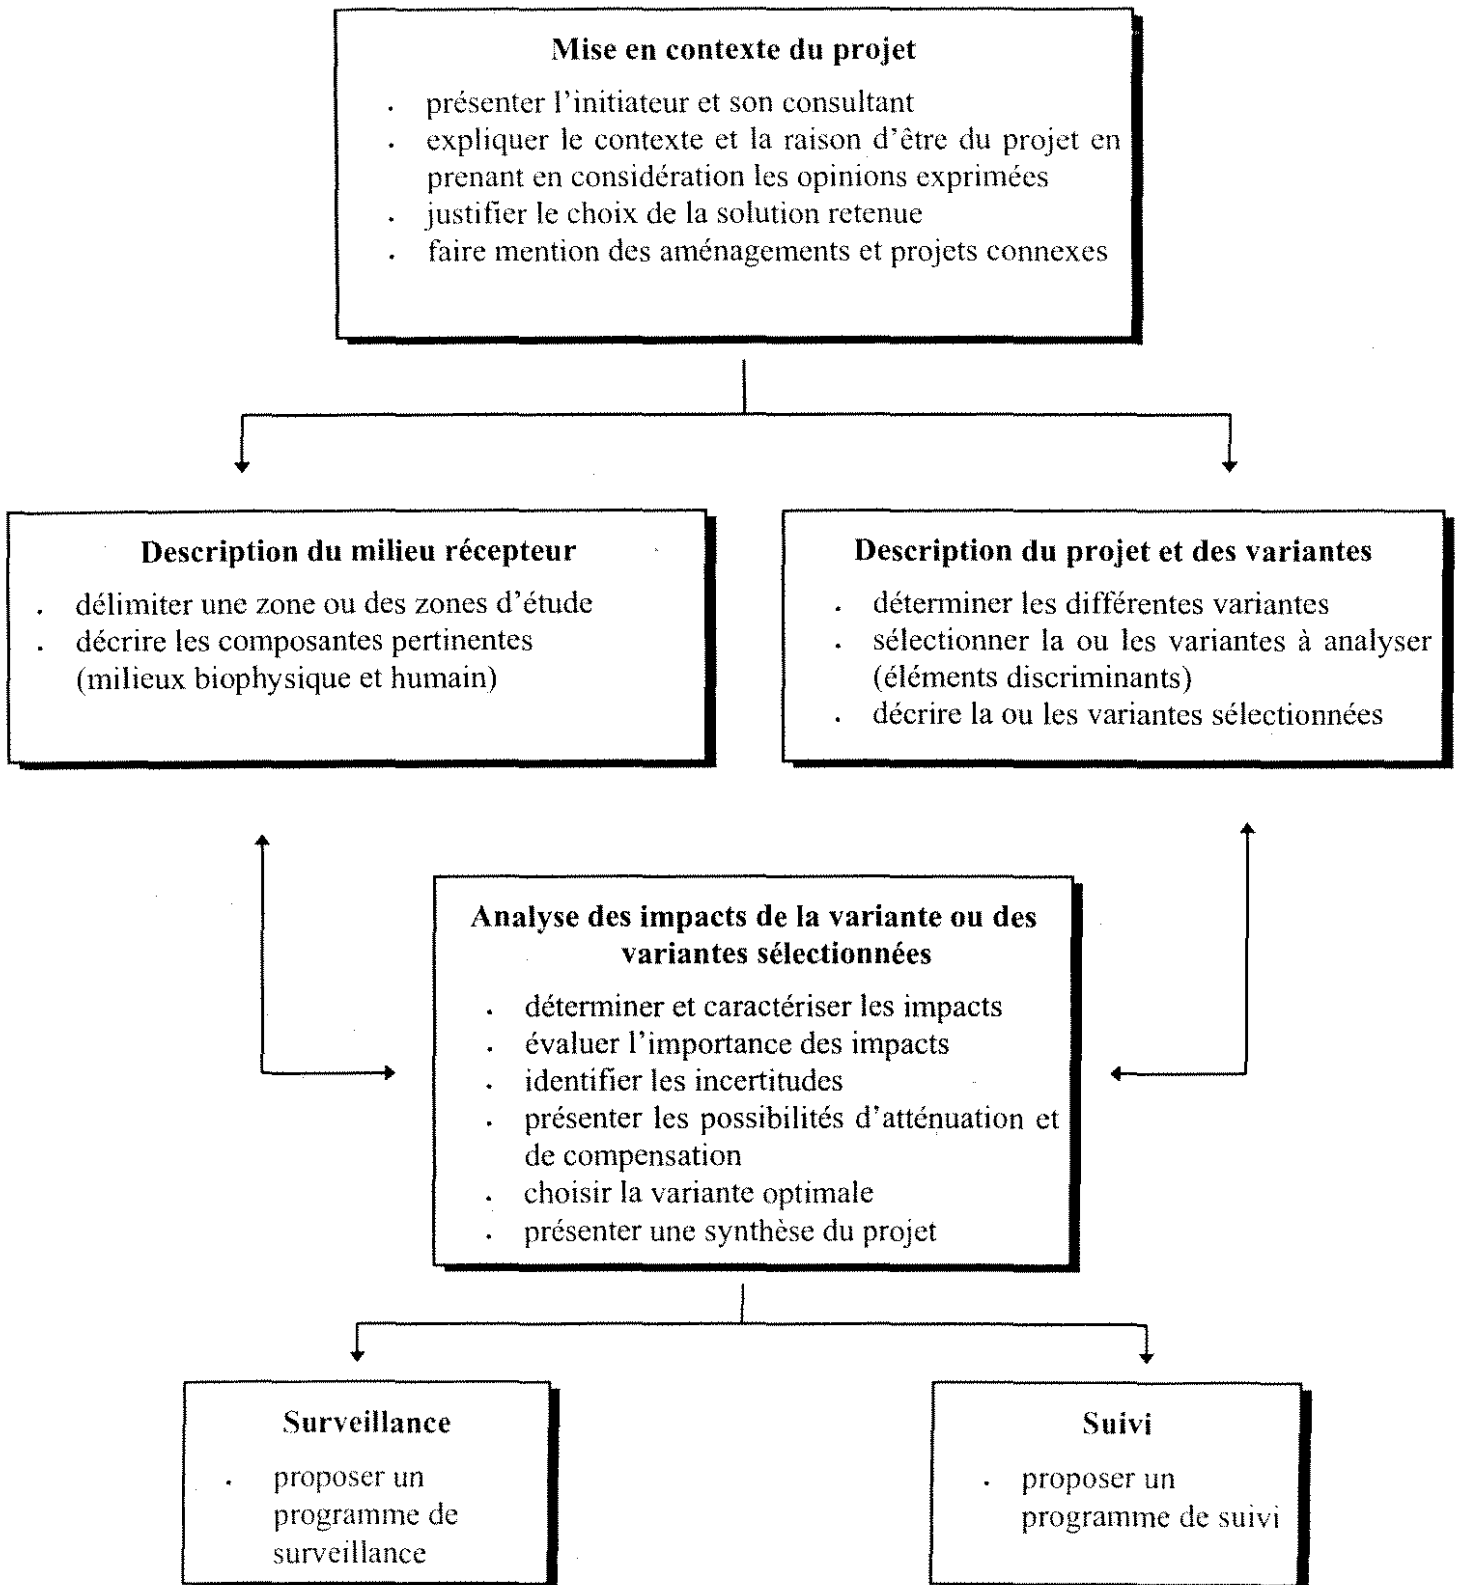 Mise en contexte du projet
. présenter l'initiateur et son consultant
. expliquer le contexte et la raison d'être du projet en
prenant en considération les opinions exprimées
. justifier le choix de la solution retenue
. faire mention des aménagements et projets connexes
Description du milieu récepteur
. délimiter une zone ou des zones d'étude
. décrire les composantes pertinentes
(milieux biophysique et humain)
Description du projet et des variantes
. déterminer les différentes variantes
. sélectionner la ou les variantes à analyser
(éléments discriminants)
. décrire la ou les variantes sélectionnées
Analyse des impacts de la variante ou des
variantes sélectionnées
. déterminer et caractériser les impacts
. évaluer l'importance des impacts
. identifier les incertitudes
. présenter les possibilités d'atténuation et
de compensation
. choisir la variante optimale
. présenter une synthèse du projet
Surveillance
. proposer un
programme de
surveillance
Suivi
. proposer un
programme de suivi